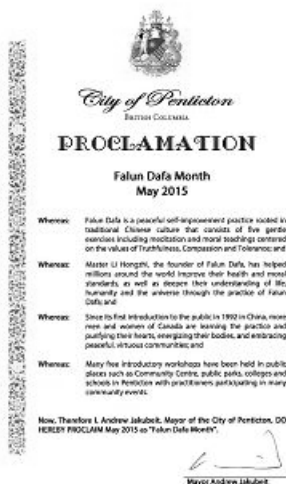 City of Penticton
British Columbia
PROCLAMATION
Falun Dafa Month
May 2015
Whereas: Falun Dafa is a peaceful self-improvement practice rooted in
traditional Chinese culture that consists of five gentle
exercises including meditation and moral teachings centered
on the values of Truthfulness, Compassion and Tolerance; and
Whereas: Master Li Hongzhi, the founder of Falun Dafa, has helped
millions around the world improve their health and moral
standards, as well as deepen their understanding of life,
humanity and the universe through the practice of Falun
Dafa; and
Whereas: Since its first introduction to the public in 1992 in China, more
men and women of Canada are learning the practice and
purifying their hearts, energizing their bodies, and embracing
peaceful, virtuous communities; and
Whereas: Many free introductory workshops have been held in public
places such as Community Centre, public parks, colleges and
schools in Penticton with practitioners participating in many
community events.
Now, Therefore I, Andrew Jakubeit, Mayor of the City of Penticton, DO
HEREBY PROCLAIM May 2015 as "Falun Dafa Month".
Mayor Andrew Jakubeit